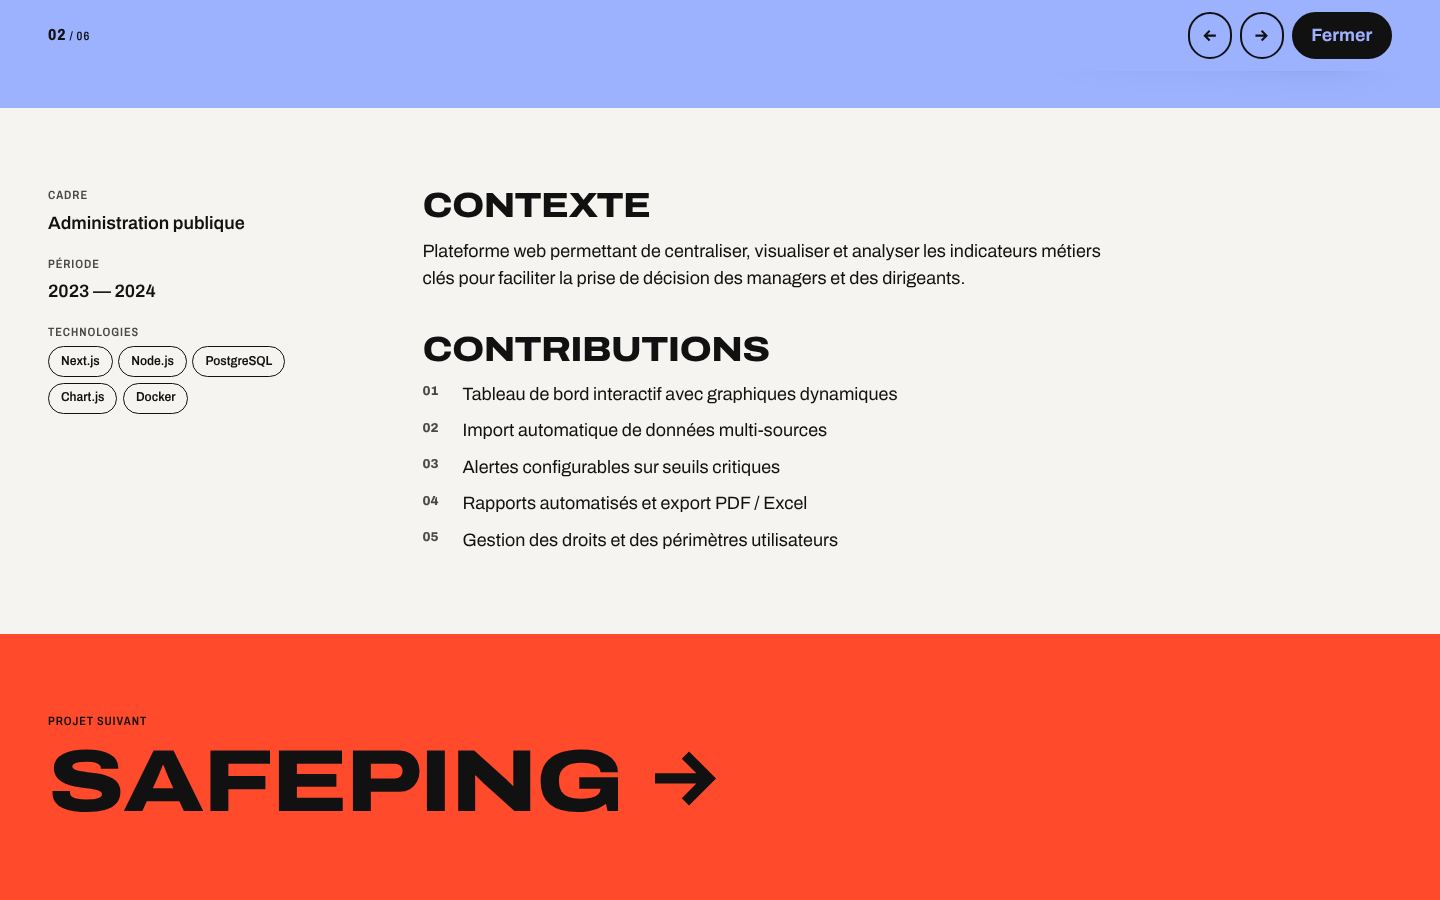 02 / 06
← → Fermer
CADRE
Administration publique
PÉRIODE
2023 — 2024
TECHNOLOGIES
Next.js Node.js PostgreSQL
Chart.js Docker
CONTEXTE
Plateforme web permettant de centraliser, visualiser et analyser les indicateurs métiers
clés pour faciliter la prise de décision des managers et des dirigeants.
CONTRIBUTIONS
01 Tableau de bord interactif avec graphiques dynamiques
02 Import automatique de données multi-sources
03 Alertes configurables sur seuils critiques
04 Rapports automatisés et export PDF / Excel
05 Gestion des droits et des périmètres utilisateurs
PROJET SUIVANT
SAFEPING →